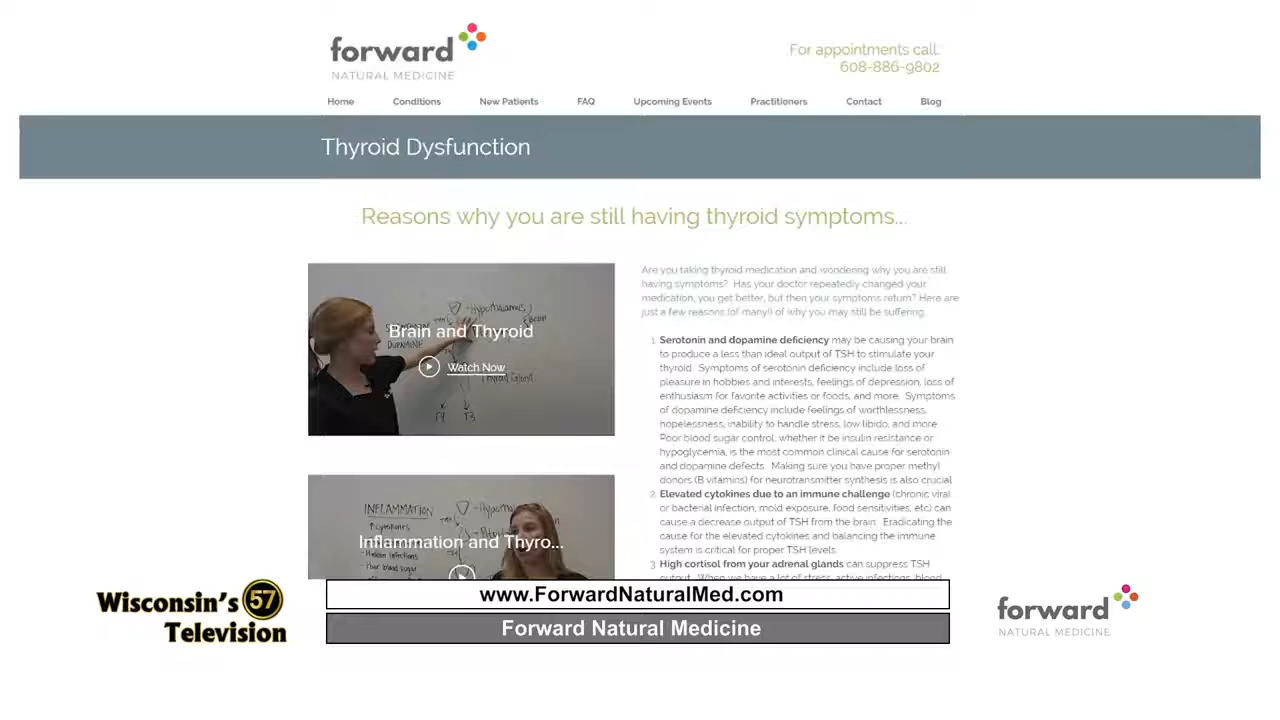 forward
NATURAL MEDICINE
For appointments call:
608-886-9802
Home Conditions New Patients FAQ Upcoming Events Practitioners Contact Blog
Thyroid Dysfunction
Reasons why you are still having thyroid symptoms...
Brain and Thyroid
Watch Now
DOPAMINE
T4 T3
INFLAMMATION
Inflammation and Thyro...
Are you taking thyroid medication and wondering why you are still
having symptoms? Has your doctor repeatedly changed your
medication, you get better, but then your symptoms return? Here are
just a few reasons (of many!) of why you may still be suffering.
1. Serotonin and dopamine deficiency may be causing your brain
to produce a less than ideal output of TSH to stimulate your
thyroid. Symptoms of serotonin deficiency include loss of
pleasure in hobbies and interests, feelings of depression, loss of
enthusiasm for favorite activities or foods, and more. Symptoms
of dopamine deficiency include feelings of worthlessness,
hopelessness, inability to handle stress, low libido, and more.
Poor blood sugar control, whether it be insulin resistance or
hypoglycemia, is the most common clinical cause for serotonin
and dopamine defects. Making sure you have proper methyl
donors (B vitamins) for neurotransmitter synthesis is also crucial.
2. Elevated cytokines due to an immune challenge (chronic viral
or bacterial infection, mold exposure, food sensitivities, etc) can
cause a decrease output of TSH from the brain. Eradicating the
cause for the elevated cytokines and balancing the immune
system is critical for proper TSH levels.
3. High cortisol from your adrenal glands can suppress TSH
output. When we have a lot of stress, active infections, blood
Wisconsin's 57
Television
www.ForwardNaturalMed.com
Forward Natural Medicine
forward
NATURAL MEDICINE